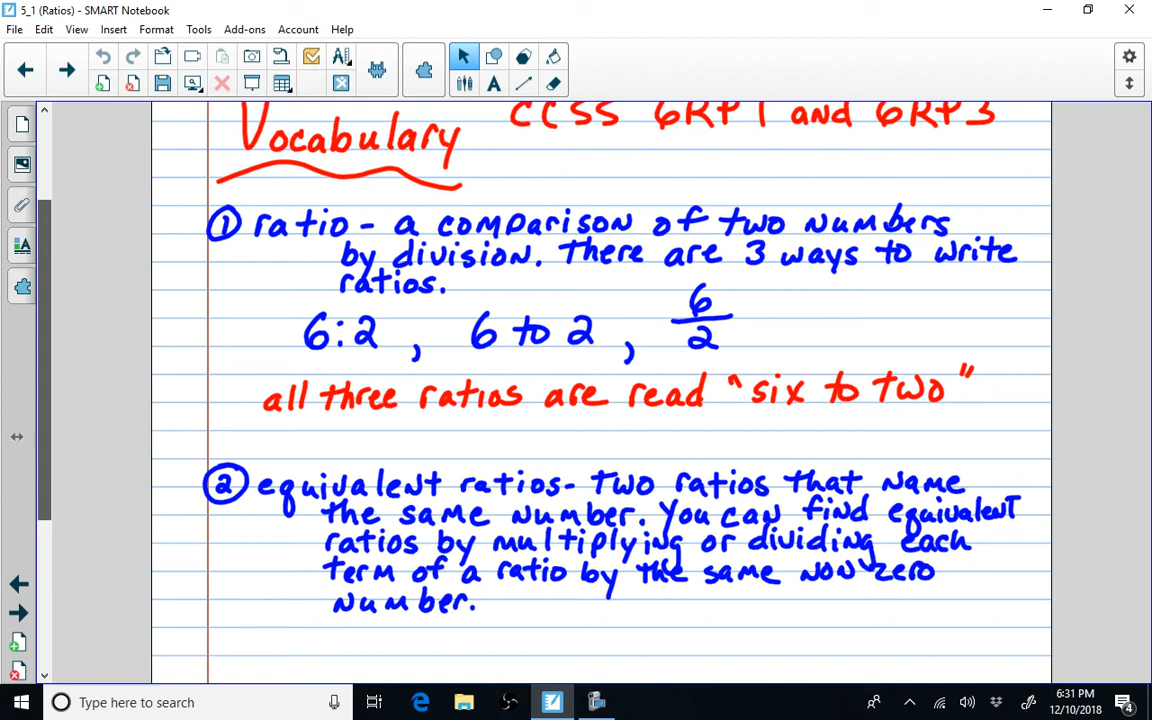 5_1 (Ratios) - SMART Notebook
File Edit View Insert Format Tools Add-ons Account Help
Vocabulary CCSS 6RP1 and 6RP3
① ratio - a comparison of two numbers
by division. There are 3 ways to write
ratios.
6:2 , 6 to 2 , 6/2
all three ratios are read "six to two"
② equivalent ratios - two ratios that name
the same number. You can find equivalent
ratios by multiplying or dividing each
term of a ratio by the same non zero
number.
Type here to search
6:31 PM
12/10/2018
4